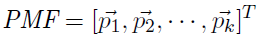 $PMF = [\vec{p_1}, \vec{p_2}, \cdots, \vec{p_k}]^T$